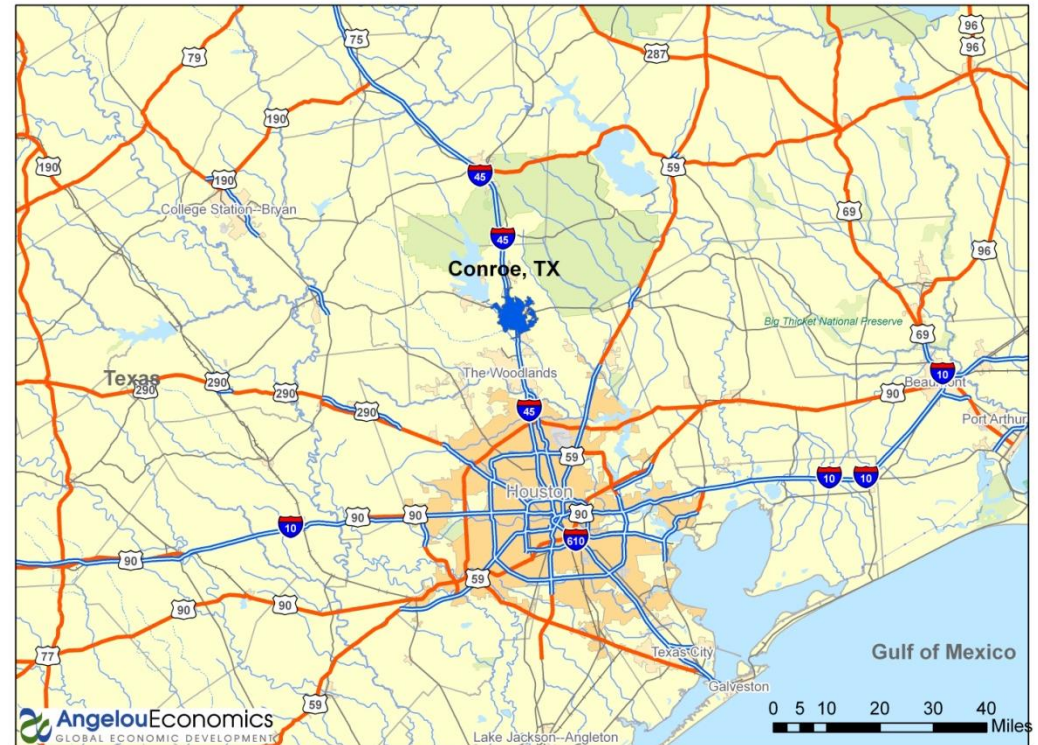 96
75
79
287
96
190
190
59
190
45
College Station--Bryan
69
45
96
Conroe, TX
Big Thicket National Preserve
69
The Woodlands
10
Texas
290
290
290
90
Beaumont
290
45
Port Arthur
59
10
10
Houston
90
90
90
10
610
90
59
90
90
Texas City
77
Gulf of Mexico
Galveston
59
0 5 10 20 30 40
Miles
AngelouEconomics
GLOBAL ECONOMIC DEVELOPMENT
Lake Jackson--Angleton